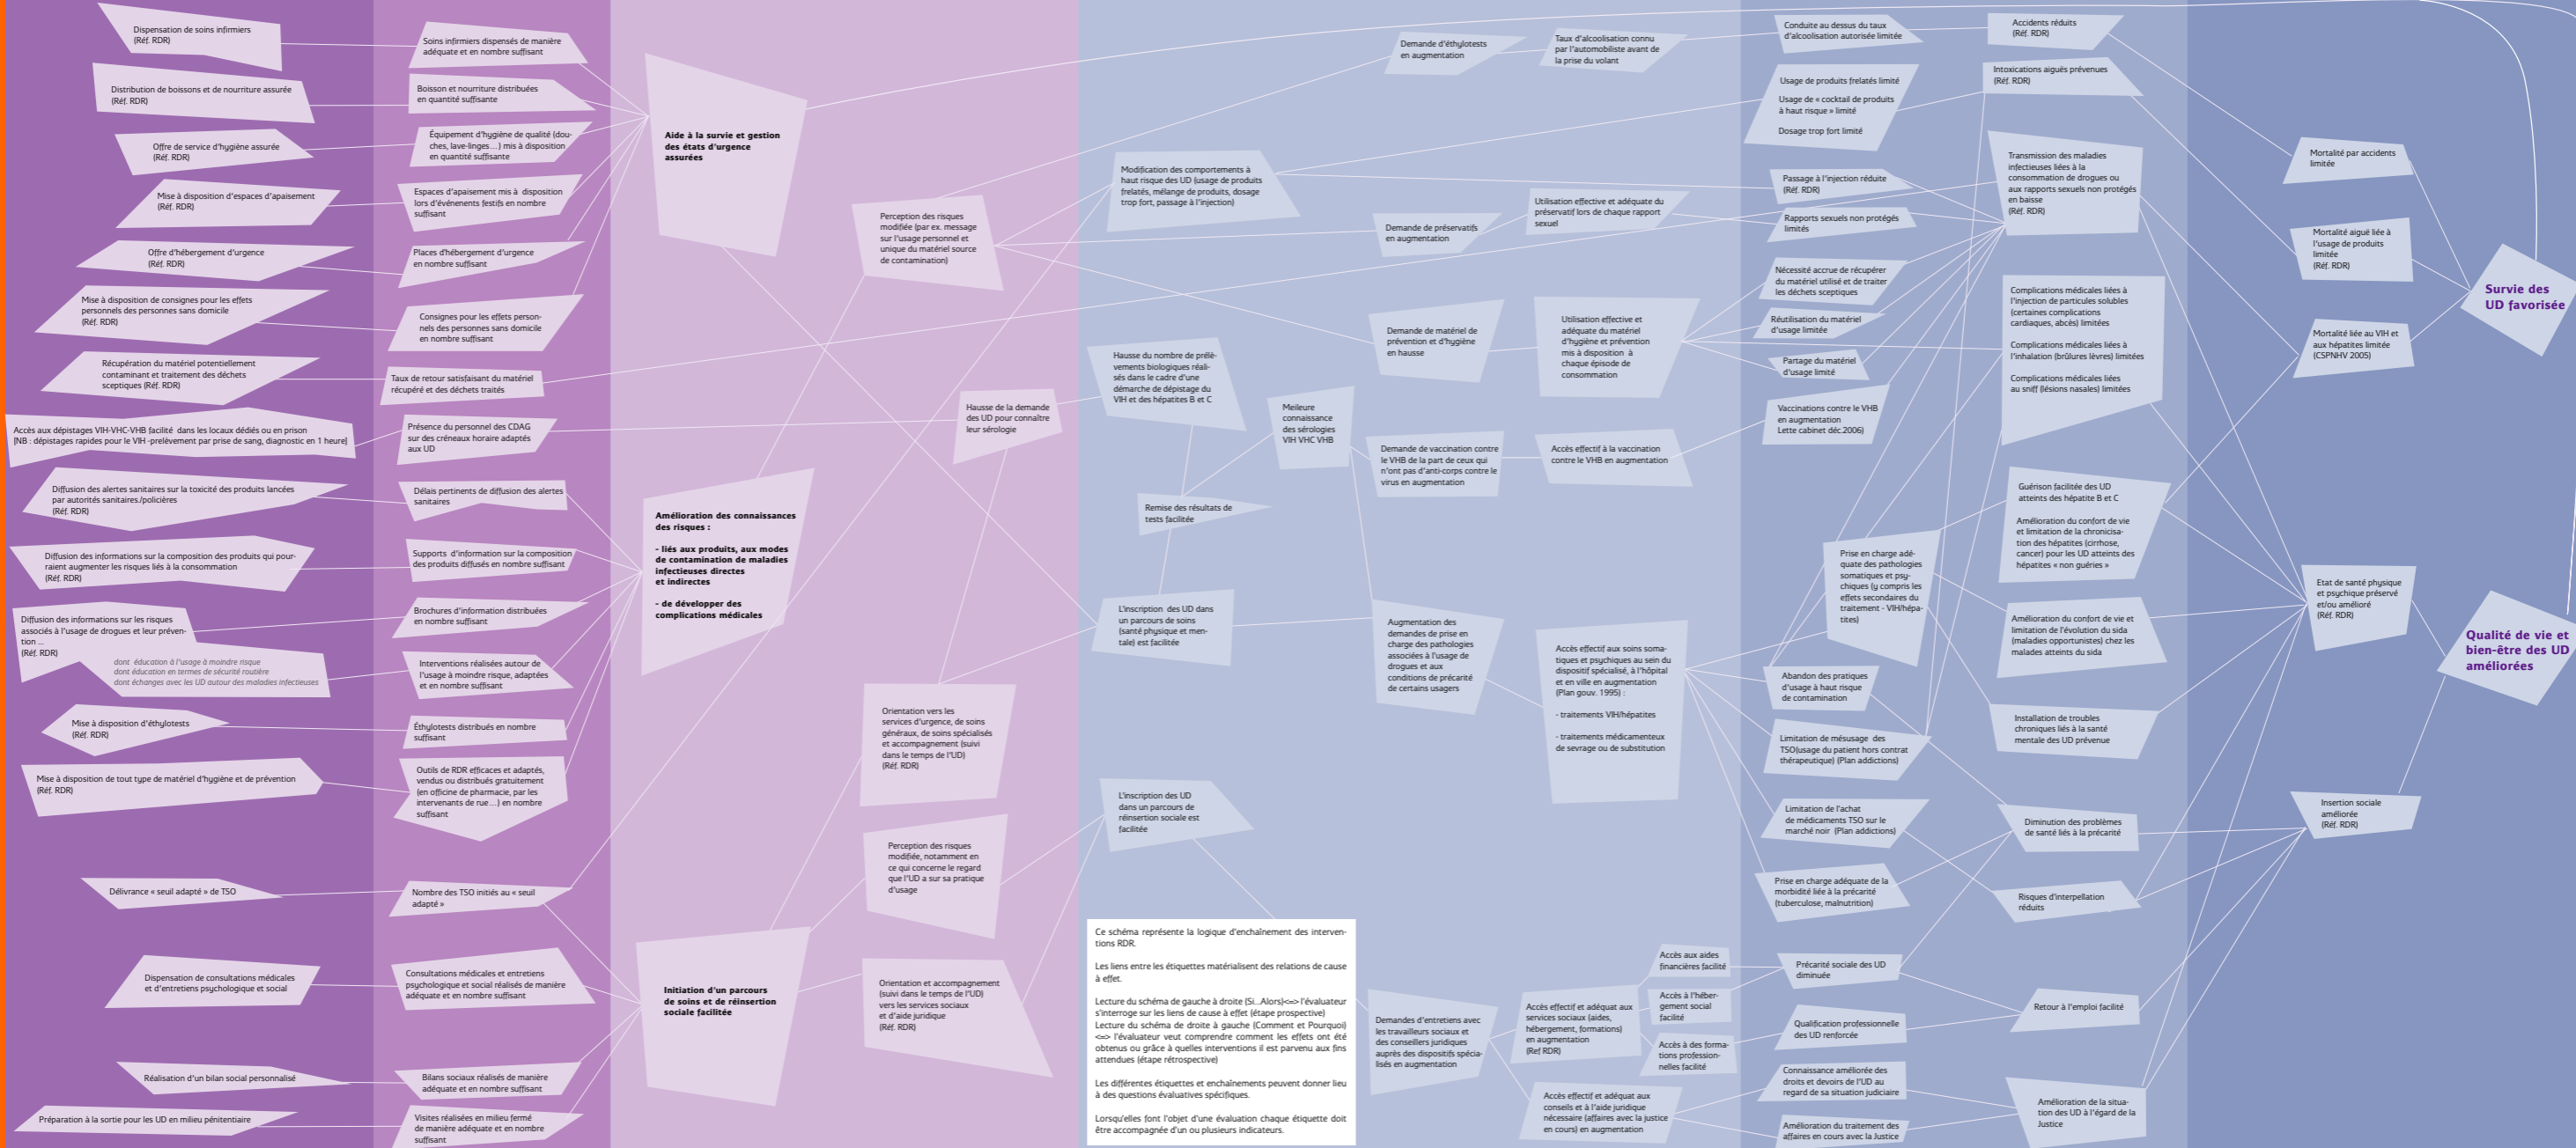 Dispensation de soins infirmiers
(Réf. RDR)
Distribution de boissons et de nourriture assurée
(Réf. RDR)
Offre de service d'hygiène assurée
(Réf. RDR)
Mise à disposition d'espaces d'apaisement
(Réf. RDR)
Offre d'hébergement d'urgence
(Réf. RDR)
Mise à disposition de consignes pour les effets
personnels des personnes sans domicile
(Réf. RDR)
Récupération du matériel potentiellement
contaminant et traitement des déchets
sceptiques (Réf. RDR)
Accès aux dépistages VIH-VHC-VHB facilité dans les locaux dédiés ou en prison
(NB : dépistages rapides pour le VIH -prelèvement par prise de sang, diagnostic en 1 heure)
Diffusion des alertes sanitaires sur la toxicité des produits lancées
par autorités sanitaires./policières
(Réf. RDR)
Diffusion des informations sur la composition des produits qui pour-
raient augmenter les risques liés à la consommation
(Réf. RDR)
Diffusion des informations sur les risques
associés à l'usage de drogues et leur préven-
tion ...
(Réf. RDR)
dont éducation à l'usage à moindre risque
dont éducation en termes de sécurité routière
dont échanges avec les UD autour des maladies infectieuses
Mise à disposition d'éthylotests
(Réf. RDR)
Mise à disposition de tout type de matériel d'hygiène et de prévention
(Réf. RDR)
Délivrance « seuil adapté » de TSO
Dispensation de consultations médicales
et d'entretiens psychologique et social
Réalisation d'un bilan social personnalisé
Préparation à la sortie pour les UD en milieu pénitentiaire
Soins infirmiers dispensés de manière
adéquate et en nombre suffisant
Boisson et nourriture distribuées
en quantité suffisante
Équipement d'hygiène de qualité (dou-
ches, lave-linges...) mis à disposition
en quantité suffisante
Espaces d'apaisement mis à disposition
lors d'événenents festifs en nombre
suffisant
Places d'hébergement d'urgence
en nombre suffisant
Consignes pour les effets person-
nels des personnes sans domicile
en nombre suffisant
Taux de retour satisfaisant du matériel
récupéré et des déchets traités
Présence du personnel des CDAG
sur des créneaux horaire adaptés
aux UD
Délais pertinents de diffusion des alertes
sanitaires
Supports d'information sur la composition
des produits diffusés en nombre suffisant
Brochures d'information distribuées
en nombre suffisant
Interventions réalisées autour de
l'usage à moindre risque, adaptées
et en nombre suffisant
Éthylotests distribués en nombre
suffisant
Outils de RDR efficaces et adaptés,
vendus ou distribués gratuitement
(en officine de pharmacie, par les
intervenants de rue...) en nombre
suffisant
Nombre des TSO initiés au « seuil
adapté »
Consultations médicales et entretiens
psychologique et social réalisés de manière
adéquate et en nombre suffisant
Bilans sociaux réalisés de manière
adéquate et en nombre suffisant
Visites réalisées en milieu fermé
de manière adéquate et en nombre
suffisant
Aide à la survie et gestion
des états d'urgence
assurées
Amélioration des connaissances
des risques :
- liés aux produits, aux modes
de contamination de maladies
infectieuses directes
et indirectes
- de développer des
complications médicales
Initiation d'un parcours
de soins et de réinsertion
sociale facilitée
Perception des risques
modifiée (par ex. message
sur l'usage personnel et
unique du matériel source
de contamination)
Hausse de la demande
des UD pour connaître
leur sérologie
Orientation vers les
services d'urgence, de soins
généraux, de soins spécialisés
et accompagnement (suivi
dans le temps de l'UD)
(Réf. RDR)
Perception des risques
modifiée, notamment en
ce qui concerne le regard
que l'UD a sur sa pratique
d'usage
Orientation et accompagnement
(suivi dans le temps de l'UD)
vers les services sociaux
et d'aide juridique
(Réf. RDR)
Modification des comportements à
haut risque des UD (usage de produits
frelatés, mélange de produits, dosage
trop fort, passage à l'injection)
Hausse du nombre de prélè-
vements biologiques réali-
sés dans le cadre d'une
démarche de dépistage du
VIH et des hépatites B et C
Remise des résultats de
tests facilitée
L'inscription des UD dans
un parcours de soins
(santé physique et men-
tale) est facilitée
L'inscription des UD
dans un parcours de
réinsertion sociale est
facilitée
Ce schéma représente la logique d'enchaînement des interven-
tions RDR.
Les liens entre les étiquettes matérialisent des relations de cause
à effet.
Lecture du schéma de gauche à droite (Si...Alors)<=> l'évaluateur
s'interroge sur les liens de cause à effet (étape prospective)
Lecture du schéma de droite à gauche (Comment et Pourquoi)
<=> l'évaluateur veut comprendre comment les effets ont été
obtenus ou grâce à quelles interventions il est parvenu aux fins
attendues (étape rétrospective)
Les différentes étiquettes et enchaînements peuvent donner lieu
à des questions évaluatives spécifiques.
Lorsqu'elles font l'objet d'une évaluation chaque étiquette doit
être accompagnée d'un ou plusieurs indicateurs.
Meileure
connaissance
des sérologies
VIH VHC VHB
Demande d'éthylotests
en augmentation
Demande de préservatifs
en augmentation
Demande de matériel de
prévention et d'hygiène
en hausse
Demande de vaccination contre
le VHB de la part de ceux qui
n'ont pas d'anti-corps contre le
virus en augmentation
Augmentation des
demandes de prise en
charge des pathologies
associées à l'usage de
drogues et aux
conditions de précarité
de certains usagers
Demandes d'entretiens avec
les travailleurs sociaux et
des conseillers juridiques
auprès des dispositifs spécia-
lisés en augmentation
Taux d'alcoolisation connu
par l'automobiliste avant de
la prise du volant
Utilisation effective et adéquate du
préservatif lors de chaque rapport
sexuel
Utilisation effective et
adéquate du matériel
d'hygiène et prévention
mis à disposition à
chaque épisode de
consommation
Accès effectif à la vaccination
contre le VHB en augmentation
Accès effectif aux soins soma-
tiques et psychiques au sein du
dispositif spécialisé, à l'hôpital
et en ville en augmentation
(Plan gouv. 1995) :
- traitements VIH/hépatites
- traitements médicamenteux
de sevrage ou de substitution
Accès effectif et adéquat aux
services sociaux (aides,
hébergement, formations)
en augmentation
(Ref RDR)
Accès effectif et adéquat aux
conseils et à l'aide juridique
nécessaire (affaires avec la justice
en cours) en augmentation
Accès aux aides
financières facilité
Accès à l'héber-
gement social
facilité
Accès à des forma-
tions profession-
nelles facilité
Conduite au dessus du taux
d'alcoolisation autorisée limitée
Usage de produits frelatés limité
Usage de « cocktail de produits
à haut risque » limité
Dosage trop fort limité
Passage à l'injection réduite
(Réf. RDR)
Rapports sexuels non protégés
limités
Nécessité accrue de récupérer
du matériel utilisé et de traiter
les déchets sceptiques
Réutilisation du matériel
d'usage limitée
Partage du matériel
d'usage limité
Vaccinations contre le VHB
en augmentation
Lette cabinet déc.2006)
Prise en charge adé-
quate des pathologies
somatiques et psy-
chiques (y compris les
effets secondaires du
traitement - VIH/hépa-
tites)
Abandon des pratiques
d'usage à haut risque
de contamination
Limitation de mésusage des
TSO(usage du patient hors contrat
thérapeutique) (Plan addictions)
Limitation de l'achat
de médicaments TSO sur le
marché noir (Plan addictions)
Prise en charge adéquate de la
morbidité liée à la précarité
(tuberculose, malnutrition)
Précarité sociale des UD
diminuée
Qualification professionnelle
des UD renforcée
Connaissance améliorée des
droits et devoirs de l'UD au
regard de sa situation judiciaire
Amélioration du traitement des
affaires en cours avec la Justice
Accidents réduits
(Réf. RDR)
Intoxications aiguës prévenues
(Réf. RDR)
Transmission des maladies
infectieuses liées à la
consommation de drogues ou
aux rapports sexuels non protégés
en baisse
(Réf. RDR)
Complications médicales liées à
l'injection de particules solubles
(certaines complications
cardiaques, abcès) limitées
Complications médicales liées à
l'inhalation (brûlures lèvres) limitées
Complications médicales liées
au sniff (lésions nasales) limitées
Guérison facilitée des UD
atteints des hépatite B et C
Amélioration du confort de vie
et limitation de la chronicisa-
tion des hépatites (cirrhose,
cancer) pour les UD atteints des
hépatites « non guéries »
Amélioration du confort de vie et
limitation de l'évolution du sida
(maladies opportunistes) chez les
malades atteints du sida
Installation de troubles
chroniques liés à la santé
mentale des UD prévenue
Diminution des problèmes
de santé liés à la précarité
Risques d'interpellation
réduits
Retour à l'emploi facilité
Amélioration de la situa-
tion des UD à l'égard de la
Justice
Mortalité par accidents
limitée
Mortalité aiguë liée à
l'usage de produits
limitée
(Réf. RDR)
Mortalité liée au VIH et
aux hépatites limitée
(CSPNHV 2005)
Etat de santé physique
et psychique préservé
et/ou amélioré
(Réf. RDR)
Insertion sociale
améliorée
(Réf. RDR)
Survie des
UD favorisée
Qualité de vie et
bien-être des UD
améliorées